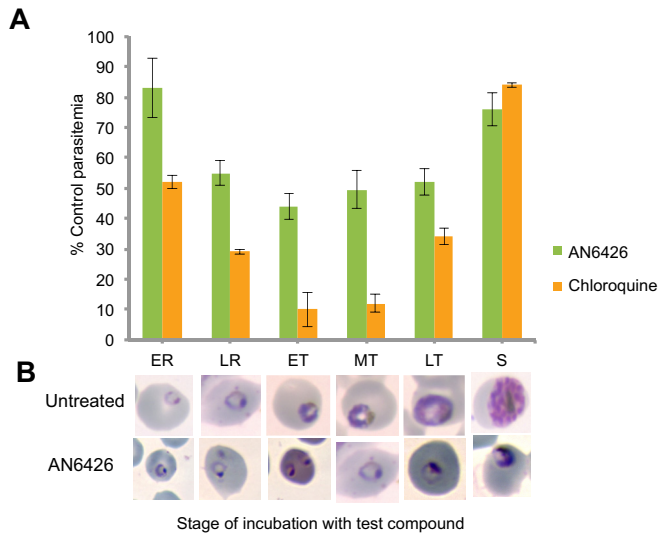 A
% Control parasitemia
100
90
80
70
60
50
40
30
20
10
0
ER LR ET MT LT S
AN6426
Chloroquine
B
Untreated
AN6426
Stage of incubation with test compound